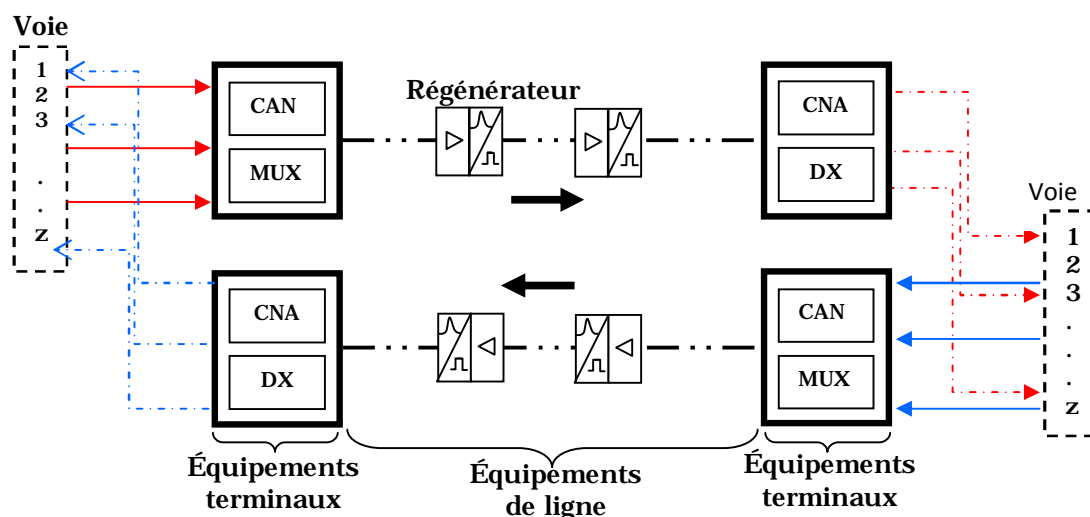 Voie
1
2
3
.
.
z
CAN
MUX
Régénérateur
CNA
DX
Voie
1
2
3
.
.
.
z
CNA
DX
CAN
MUX
Équipements
terminaux
Équipements
de ligne
Équipements
terminaux